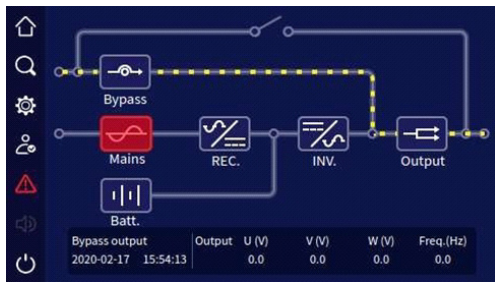 Bypass
Mains REC. INV. Output
Batt.
Bypass output Output U (V) V (V) W (V) Freq.(Hz)
2020-02-17 15:54:13 0.0 0.0 0.0 0.0